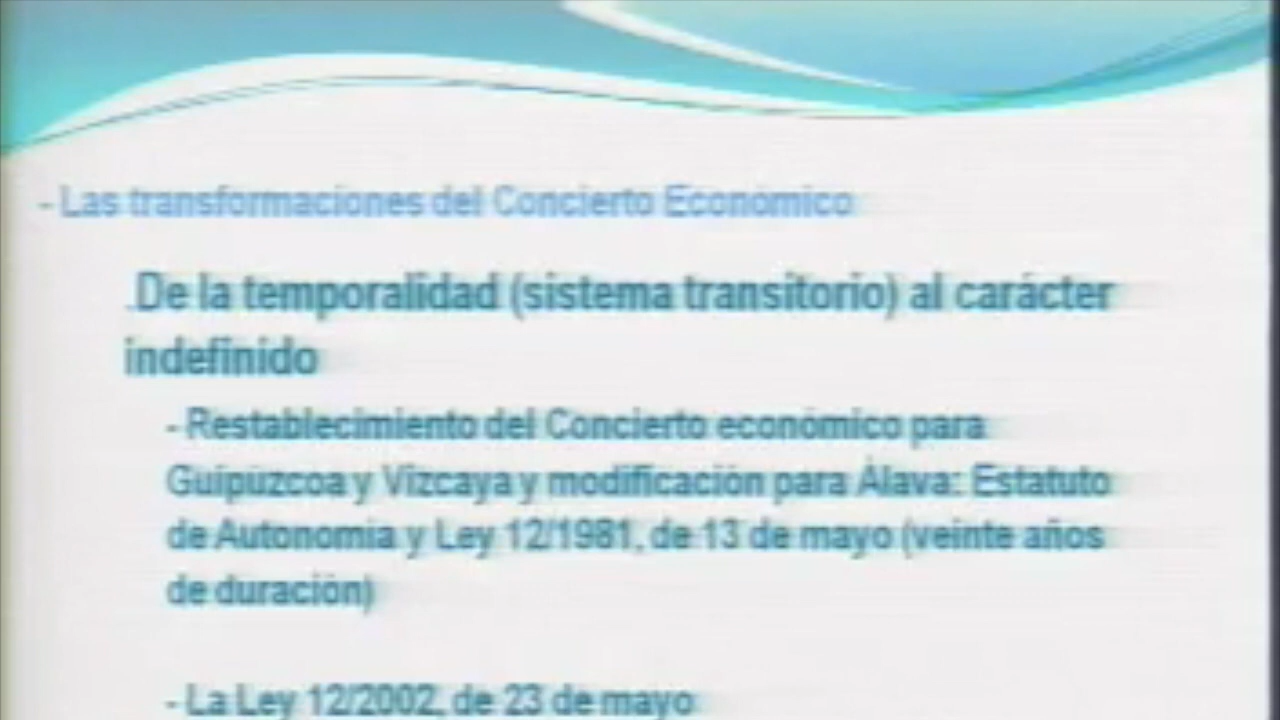 - Las transformaciones del Concierto Económico
.De la temporalidad (sistema transitorio) al carácter
indefinido
- Restablecimiento del Concierto económico para
Guipúzcoa y Vizcaya y modificación para Álava: Estatuto
de Autonomía y Ley 12/1981, de 13 de mayo (veinte años
de duración)
- La Ley 12/2002, de 23 de mayo